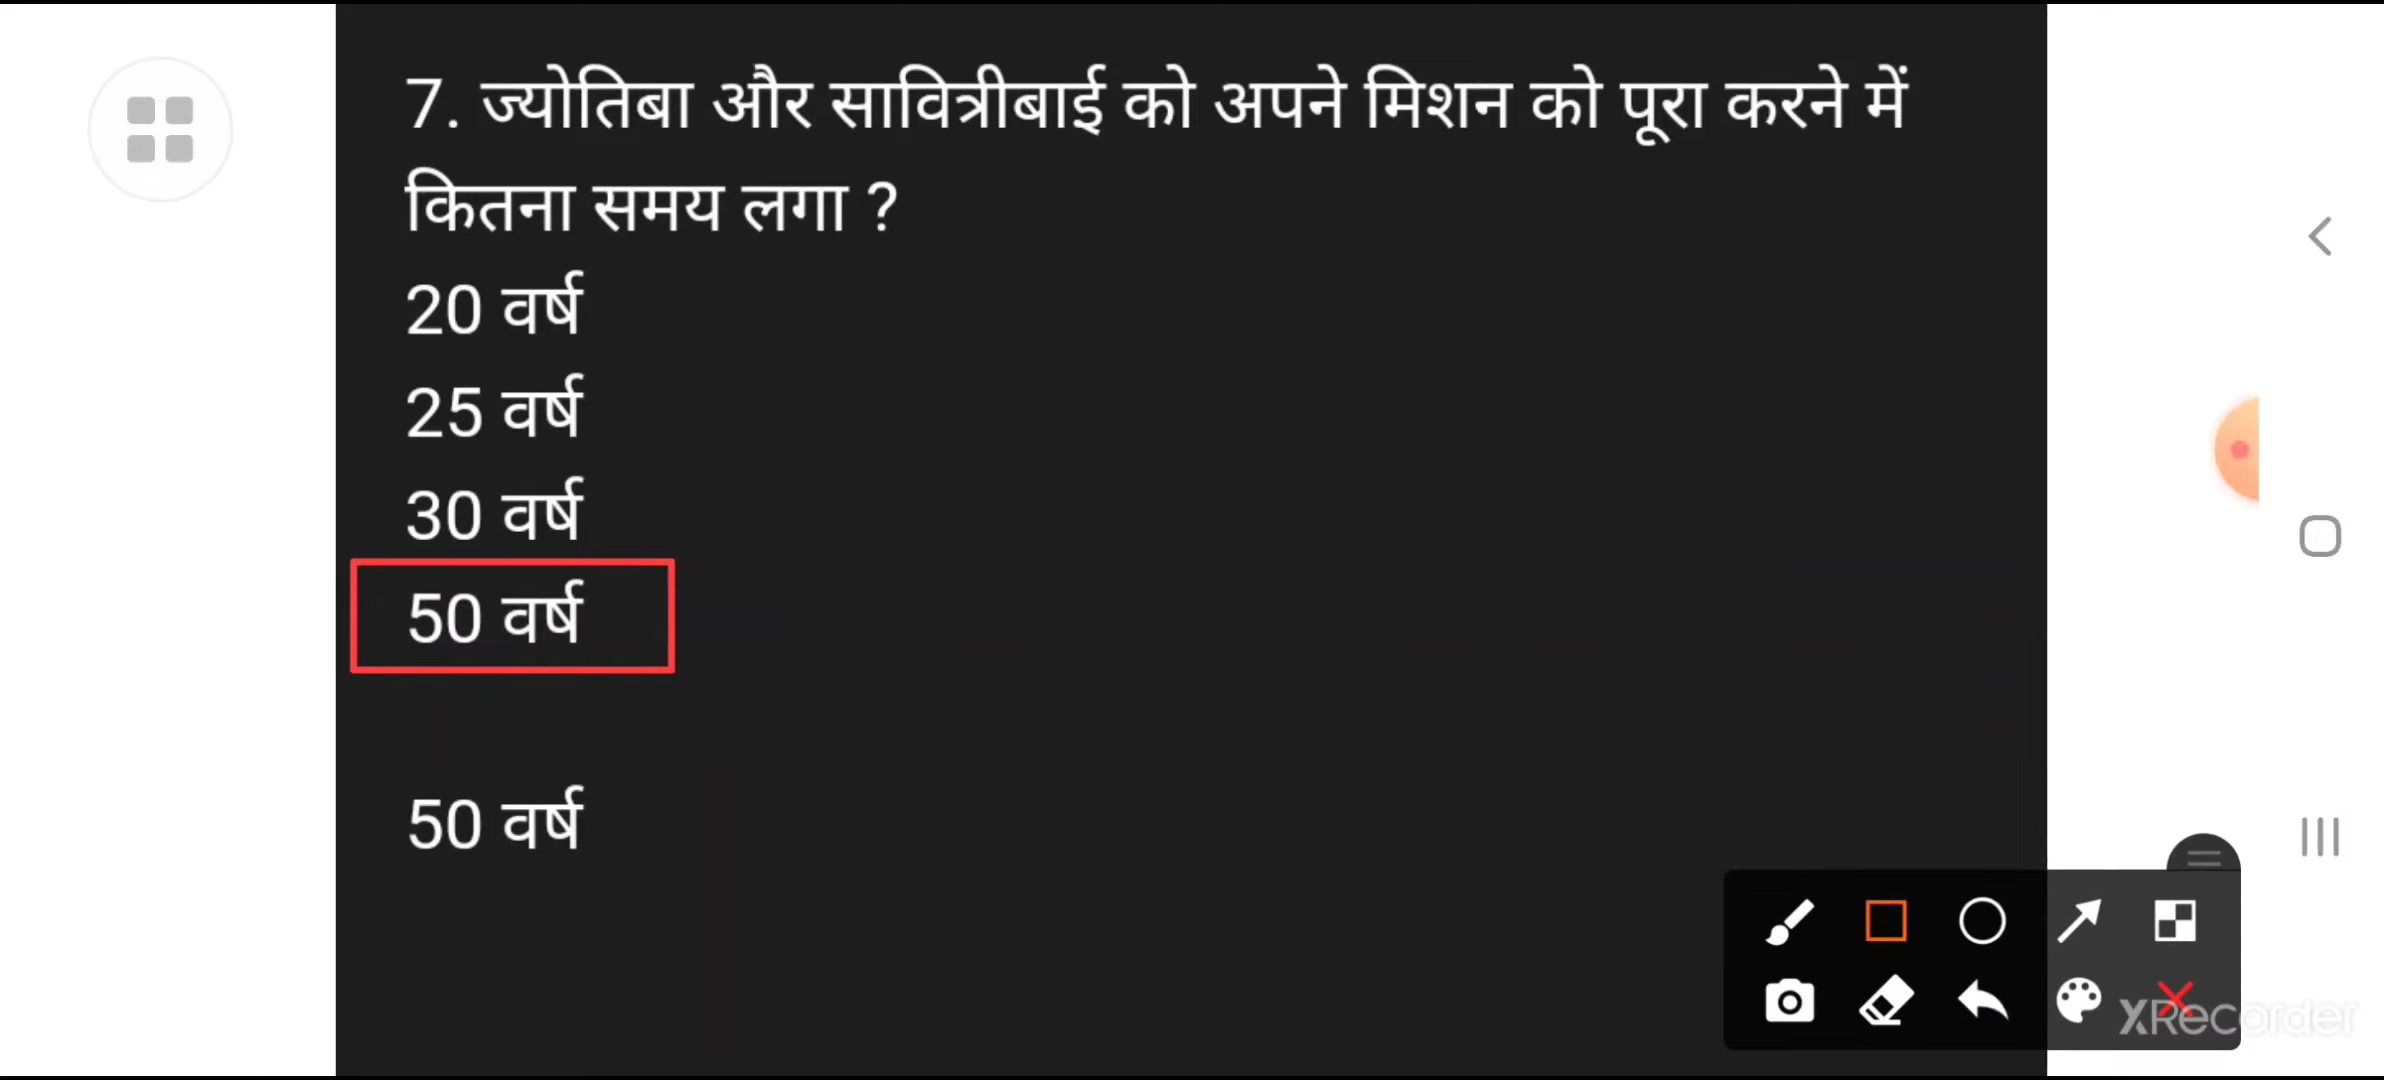 7. ज्योतिबा और सावित्रीबाई को अपने मिशन को पूरा करने में
कितना समय लगा ?
20 वर्ष
25 वर्ष
30 वर्ष
50 वर्ष
50 वर्ष
XRecorder